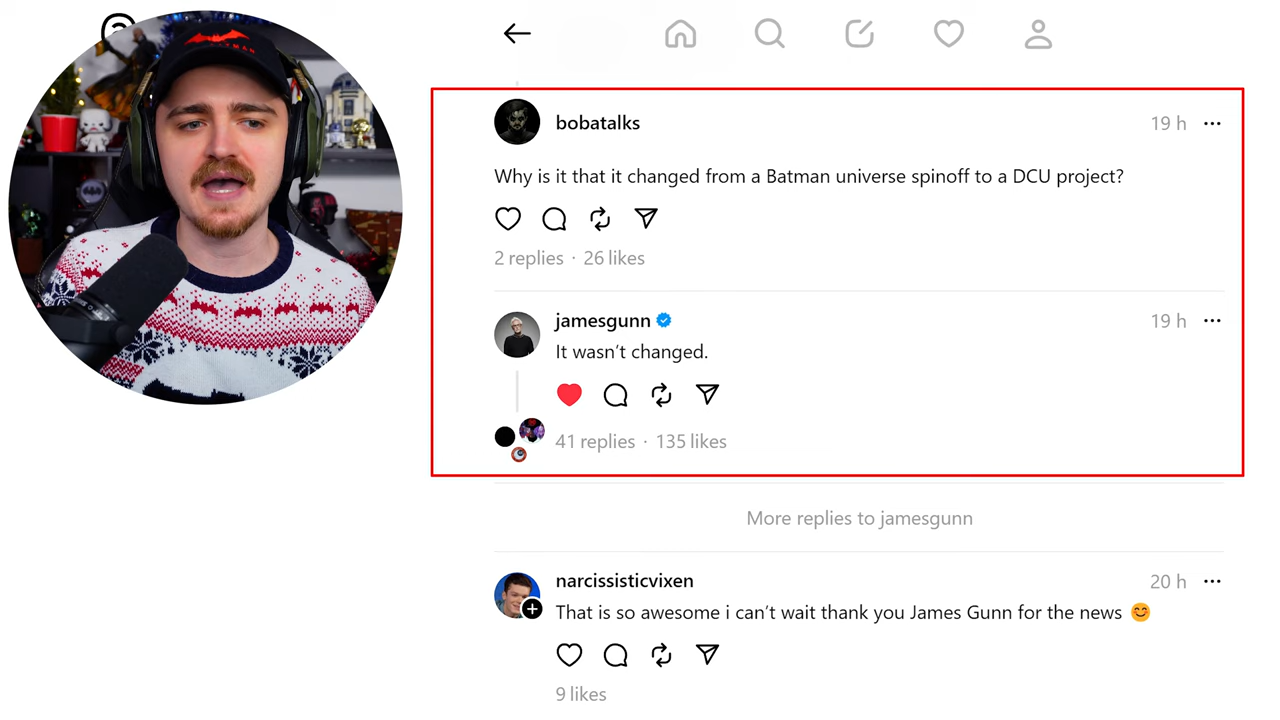 BATMAN
bobatalks
19 h
Why is it that it changed from a Batman universe spinoff to a DCU project?
2 replies · 26 likes
jamesgunn
19 h
It wasn’t changed.
41 replies · 135 likes
More replies to jamesgunn
narcissisticvixen
20 h
That is so awesome i can’t wait thank you James Gunn for the news 😊
9 likes